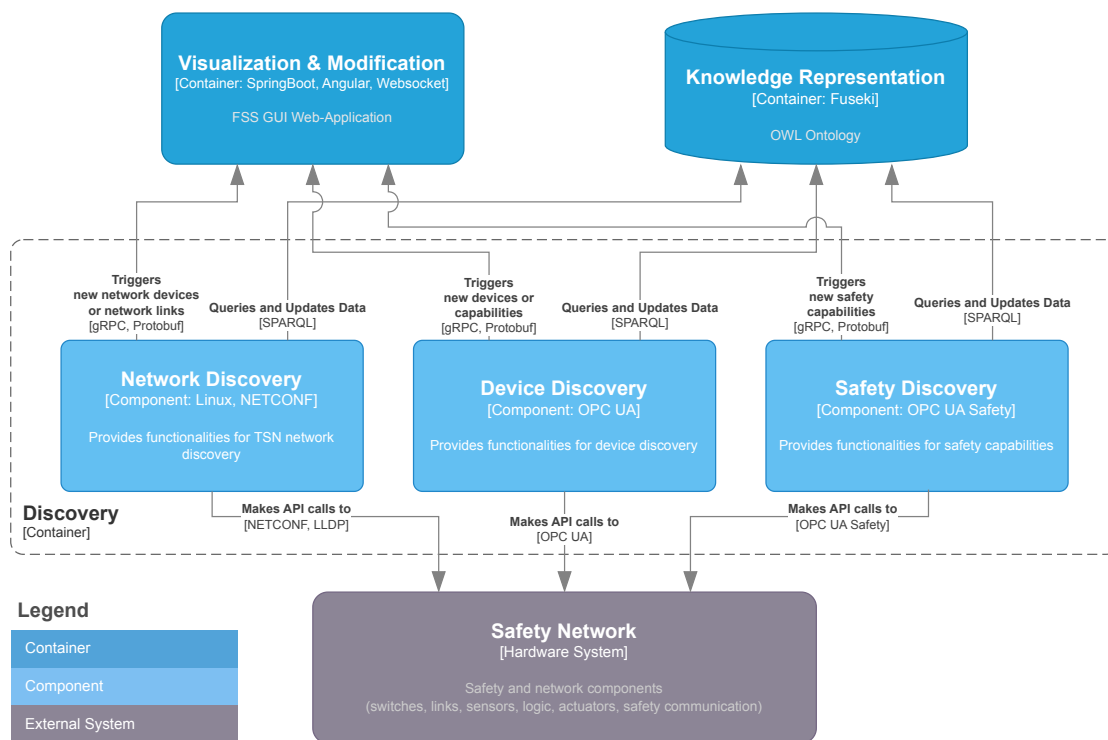 Visualization & Modification
[Container: SpringBoot, Angular, Websocket]
FSS GUI Web-Application
Knowledge Representation
[Container: Fuseki]
OWL Ontology
Triggers
new network devices
or network links
[gRPC, Protobuf]
Queries and Updates Data
[SPARQL]
Triggers
new devices or
capabilities
[gRPC, Protobuf]
Queries and Updates Data
[SPARQL]
Triggers
new safety
capabilities
[gRPC, Protobuf]
Queries and Updates Data
[SPARQL]
Network Discovery
[Component: Linux, NETCONF]
Provides functionalities for TSN network
discovery
Device Discovery
[Component: OPC UA]
Provides functionalities for device discovery
Safety Discovery
[Component: OPC UA Safety]
Provides functionalities for safety capabilities
Discovery
[Container]
Makes API calls to
[NETCONF, LLDP]
Makes API calls to
[OPC UA]
Makes API calls to
[OPC UA Safety]
Safety Network
[Hardware System]
Safety and network components
(switches, links, sensors, logic, actuators, safety communication)
Legend
Container
Component
External System